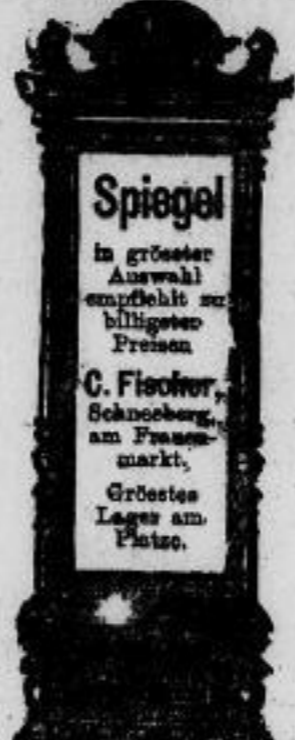 Spiegel
in grösster
Auswahl
empfiehlt zu
billigsten
Preisen
C. Fischer,
Schneeberg,
am Frauen-
markt.
Grösstes
Lager am
Platze.